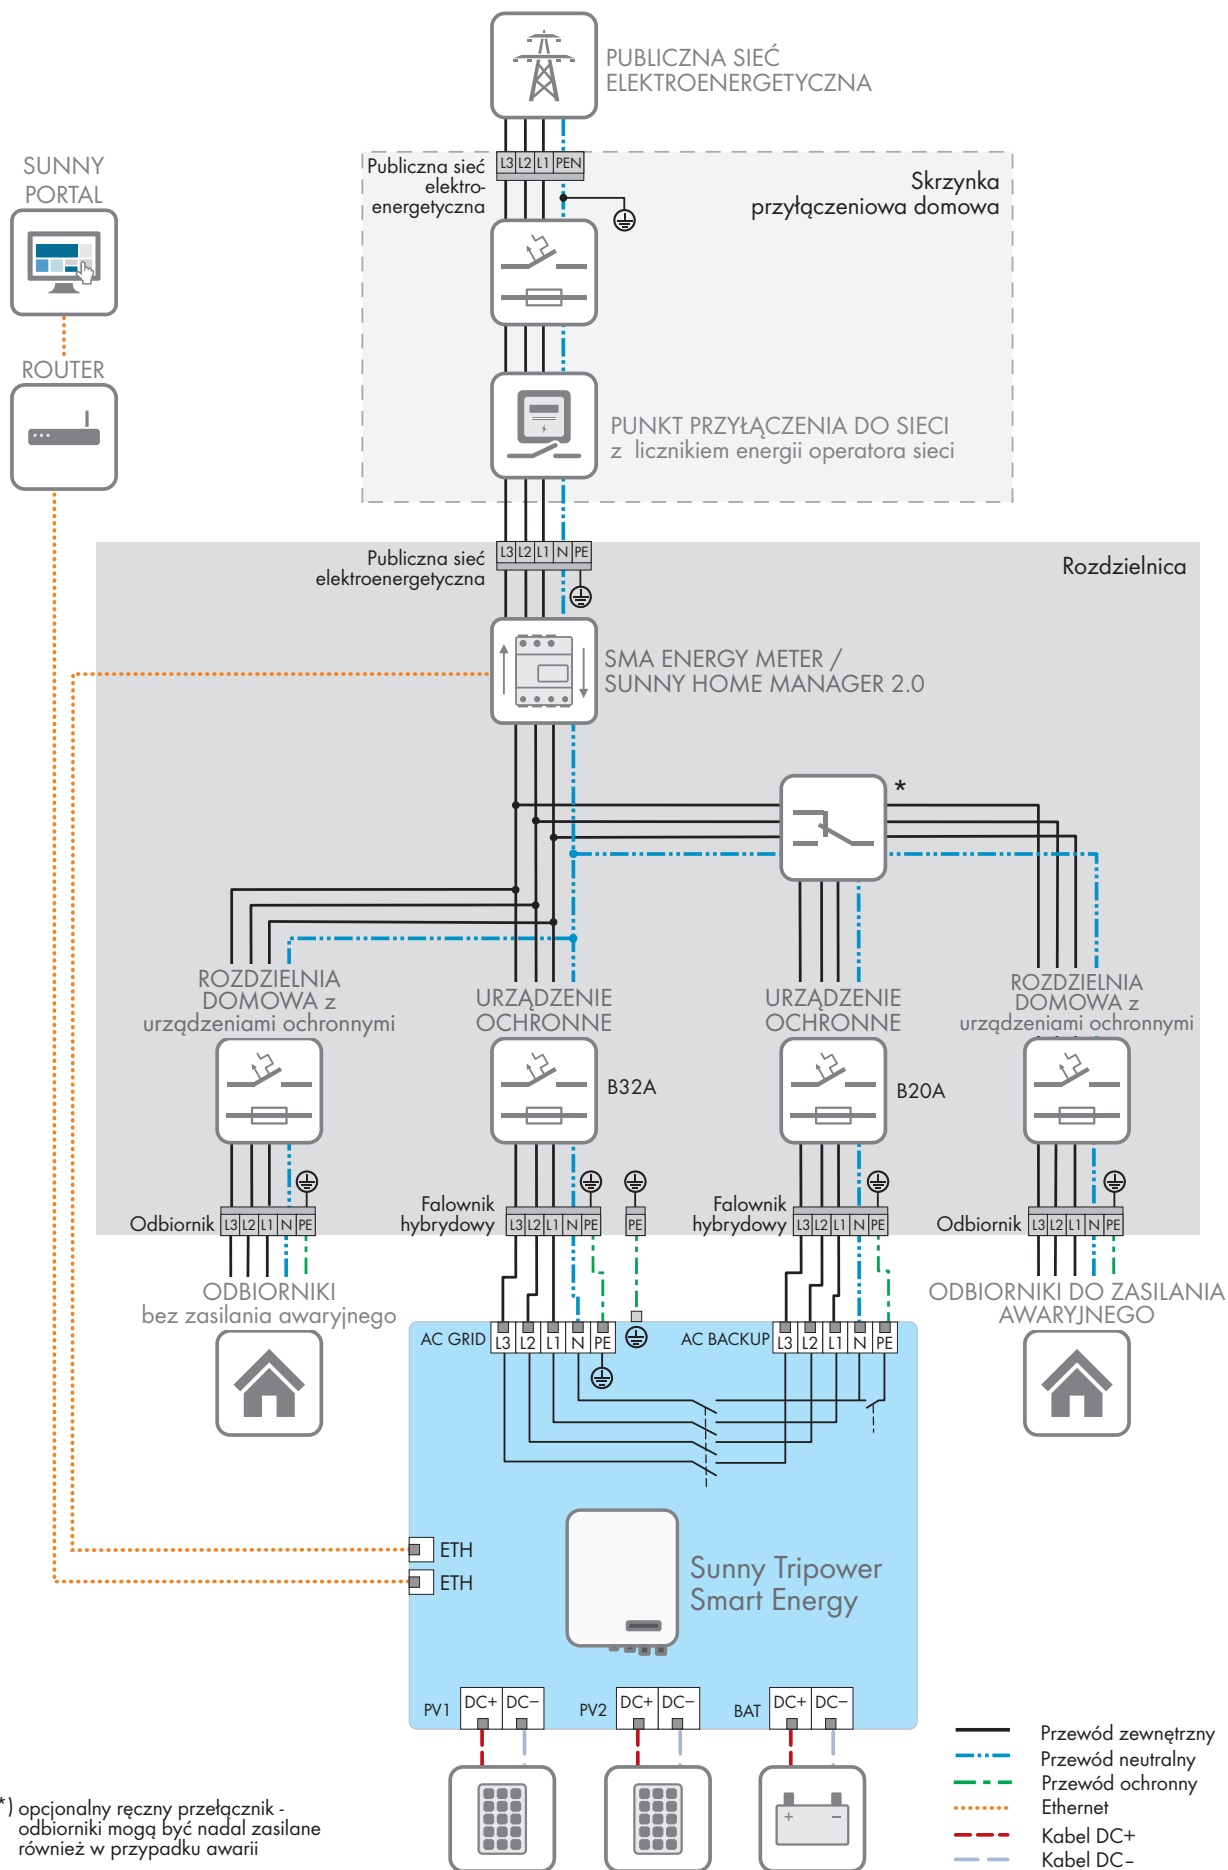 PUBLICZNA SIEĆ
ELEKTROENERGETYCZNA
SUNNY
PORTAL
Publiczna sieć
elektro-
energetyczna
L3 L2 L1 PEN
Skrzynka
przyłączeniowa domowa
ROUTER
PUNKT PRZYŁĄCZENIA DO SIECI
z licznikiem energii operatora sieci
Publiczna sieć
elektroenergetyczna
L3 L2 L1 N PE
Rozdzielnica
SMA ENERGY METER /
SUNNY HOME MANAGER 2.0
*
ROZDZIELNIA
DOMOWA z
urządzeniami ochronnymi
URZĄDZENIE
OCHRONNE
URZĄDZENIE
OCHRONNE
ROZDZIELNIA
DOMOWA z
urządzeniami ochronnymi
B32A
B20A
Odbiornik
L3 L2 L1 N PE
Falownik
hybrydowy
L3 L2 L1 N PE
PE
Falownik
hybrydowy
L3 L2 L1 N PE
Odbiornik
L3 L2 L1 N PE
ODBIORNIKI
bez zasilania awaryjnego
ODBIORNIKI DO ZASILANIA
AWARYJNEGO
AC GRID
L3 L2 L1 N PE
AC BACKUP
L3 L2 L1 N PE
ETH
ETH
Sunny Tripower
Smart Energy
PV1
DC+ DC−
PV2
DC+ DC−
BAT
DC+ DC−
+ −
Przewód zewnętrzny
Przewód neutralny
Przewód ochronny
Ethernet
Kabel DC+
Kabel DC−
*) opcjonalny ręczny przełącznik -
odbiorniki mogą być nadal zasilane
również w przypadku awarii